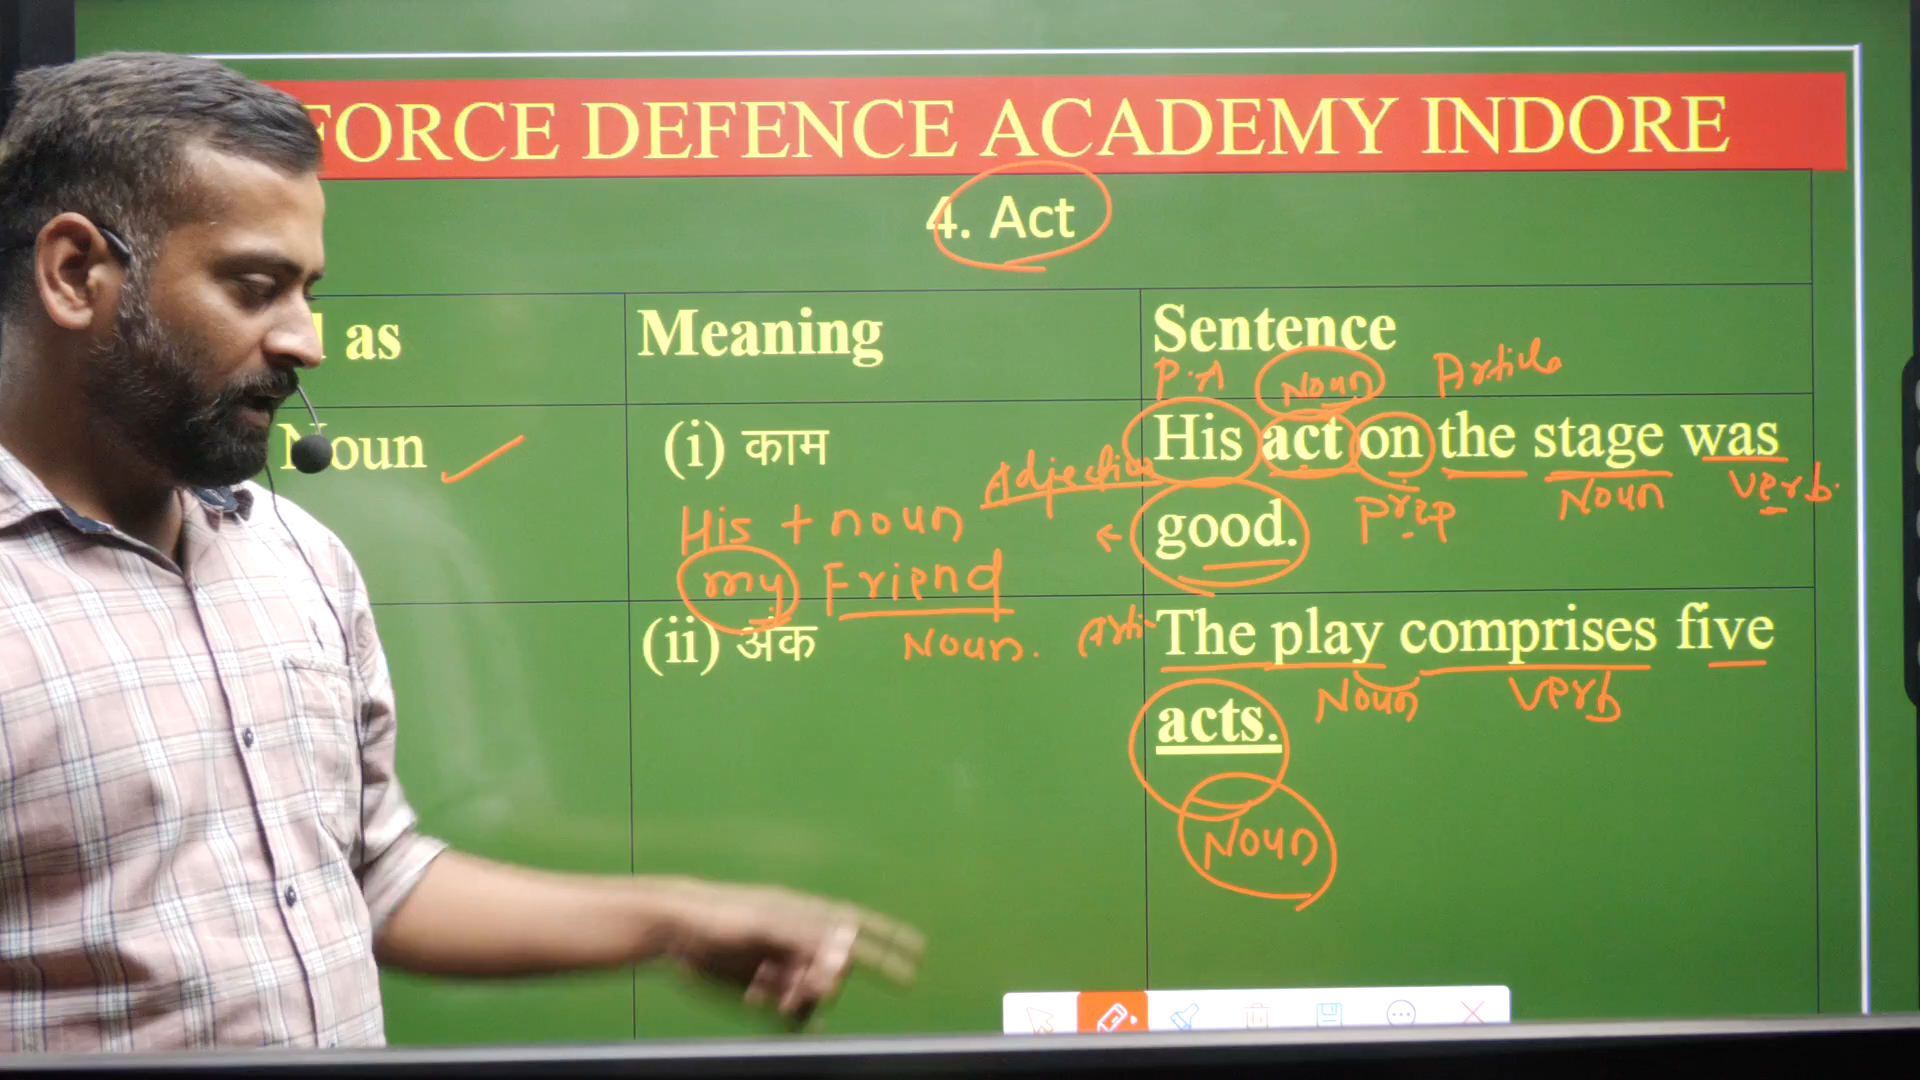 FORCE DEFENCE ACADEMY INDORE
4. Act
as
Meaning
Sentence
P.A Noun Article
Noun
(i) काम
His act on the stage was
Adjective
good.
prep
Noun
verb.
His + noun
my Friend
Noun.
(ii) अंक
Arti
The play comprises five
Noun
verb
acts.
Noun